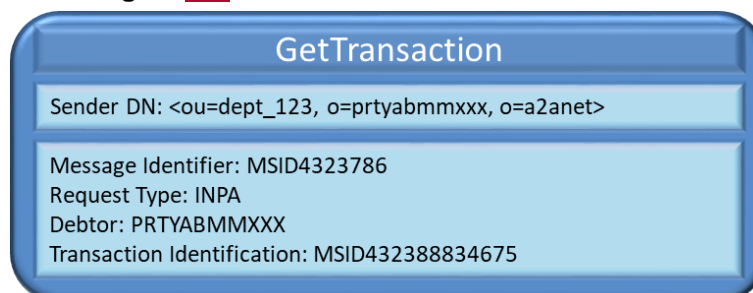 GetTransaction
Sender DN: <ou=dept_123, o=prtyabmmxxx, o=a2anet>
Message Identifier: MSID4323786
Request Type: INPA
Debtor: PRTYABMMXXX
Transaction Identification: MSID432388834675